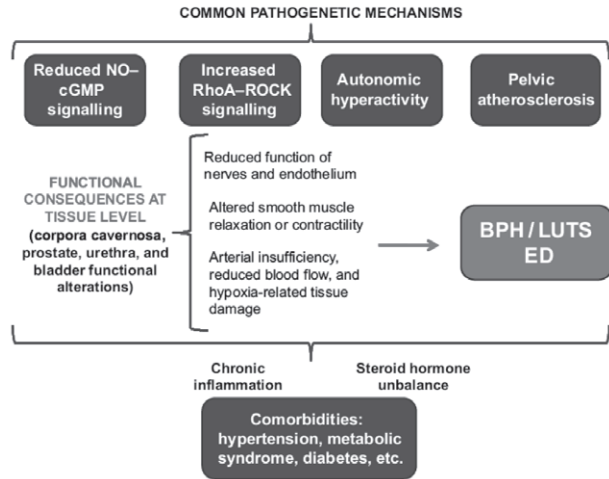 COMMON PATHOGENETIC MECHANISMS
Reduced NO–
cGMP
signalling
Increased
RhoA–ROCK
signalling
Autonomic
hyperactivity
Pelvic
atherosclerosis
FUNCTIONAL
CONSEQUENCES AT
TISSUE LEVEL
(corpora cavernosa,
prostate, urethra, and
bladder functional
alterations)
Reduced function of
nerves and endothelium
Altered smooth muscle
relaxation or contractility
Arterial insufficiency,
reduced blood flow, and
hypoxia-related tissue
damage
BPH / LUTS
ED
Chronic
inflammation
Steroid hormone
unbalance
Comorbidities:
hypertension, metabolic
syndrome, diabetes, etc.